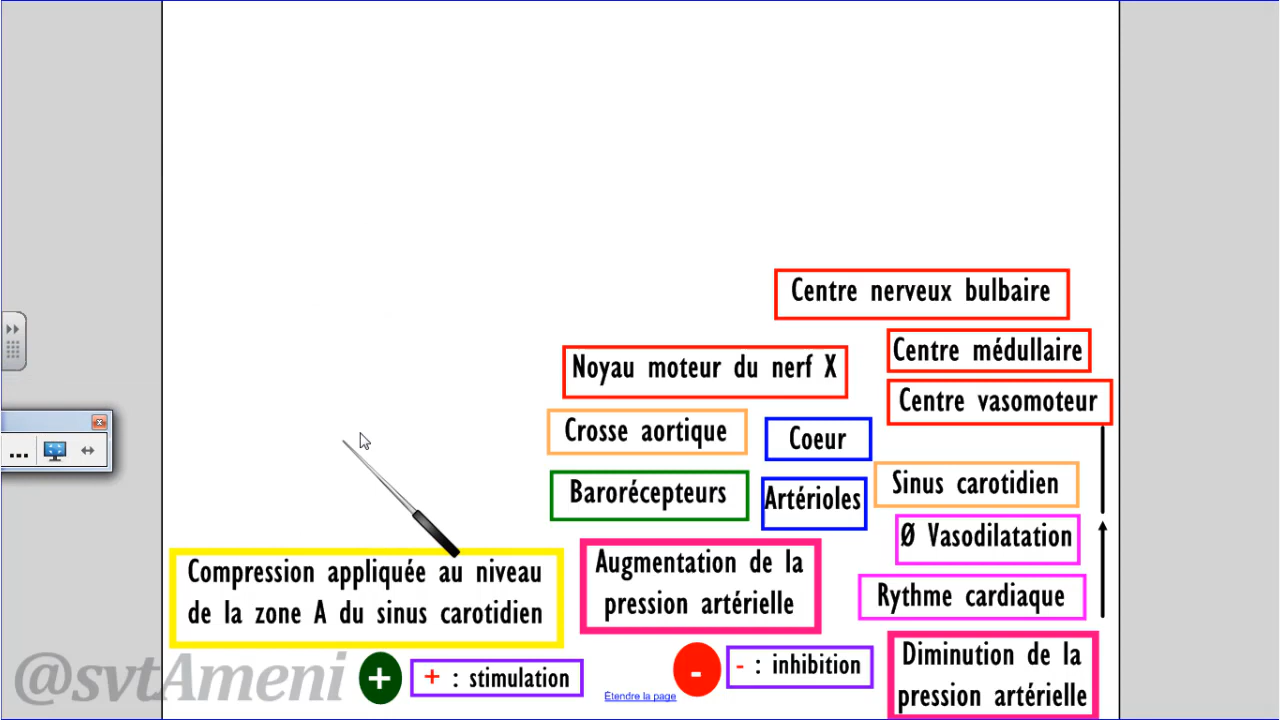 Centre nerveux bulbaire
Centre médullaire
Noyau moteur du nerf X
Centre vasomoteur
Crosse aortique
Coeur
Sinus carotidien
Barorécepteurs
Artérioles
Ø Vasodilatation
Compression appliquée au niveau
de la zone A du sinus carotidien
Augmentation de la
pression artérielle
Rythme cardiaque
@svtAmeni
+
+ : stimulation
-
- : inhibition
Diminution de la
pression artérielle
Étendre la page